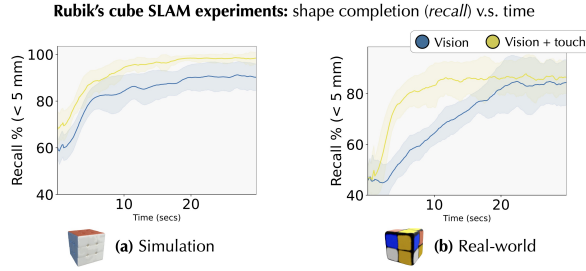 Rubik's cube SLAM experiments: shape completion (recall) v.s. time
Vision
Vision + touch
Recall % (< 5 mm)
100
80
60
40
10
20
Time (secs)
Recall % (< 5 mm)
80
60
40
10
20
Time (secs)
(a) Simulation
(b) Real-world